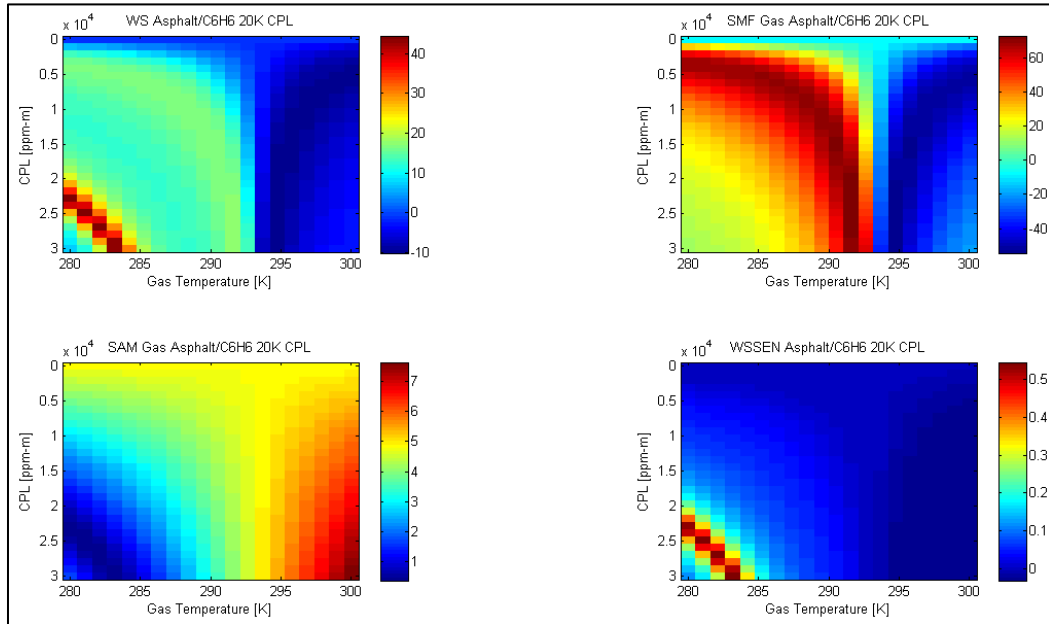 WS Asphalt/C6H6 20K CPL
x 10^4
0
0.5
1
1.5
2
2.5
3
CPL [ppm-m]
280 285 290 295 300
Gas Temperature [K]
40
30
20
10
0
-10
SMF Gas Asphalt/C6H6 20K CPL
x 10^4
0
0.5
1
1.5
2
2.5
3
CPL [ppm-m]
280 285 290 295 300
Gas Temperature [K]
60
40
20
0
-20
-40
SAM Gas Asphalt/C6H6 20K CPL
x 10^4
0
0.5
1
1.5
2
2.5
3
CPL [ppm-m]
280 285 290 295 300
Gas Temperature [K]
7
6
5
4
3
2
1
WSSEN Asphalt/C6H6 20K CPL
x 10^4
0
0.5
1
1.5
2
2.5
3
CPL [ppm-m]
280 285 290 295 300
Gas Temperature [K]
0.5
0.4
0.3
0.2
0.1
0